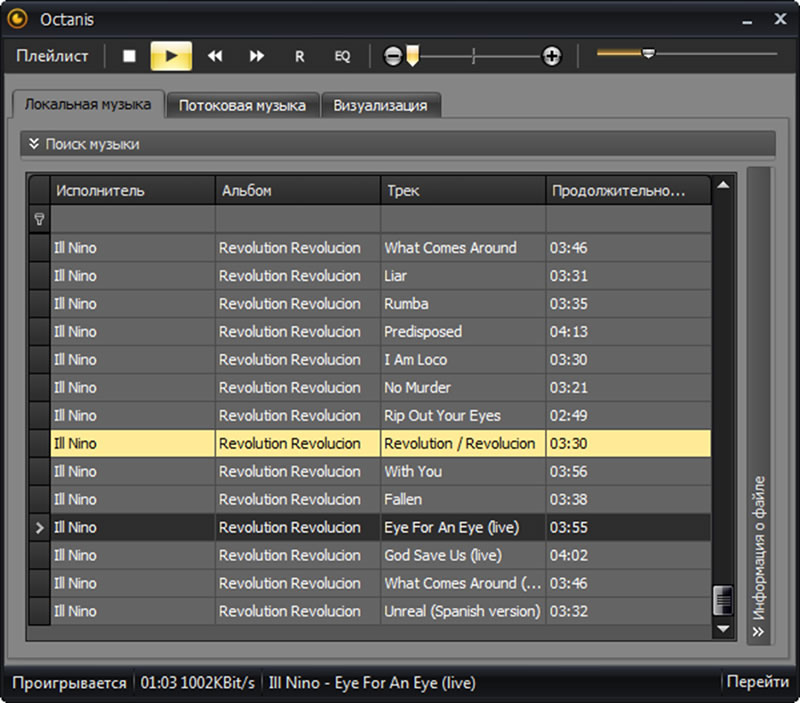 Octanis
Плейлист R EQ
Локальная музыка Потоковая музыка Визуализация
Поиск музыки
Исполнитель Альбом Трек Продолжительно...
Ill Nino Revolution Revolucion What Comes Around 03:46
Ill Nino Revolution Revolucion Liar 03:31
Ill Nino Revolution Revolucion Rumba 03:35
Ill Nino Revolution Revolucion Predisposed 04:13
Ill Nino Revolution Revolucion I Am Loco 03:30
Ill Nino Revolution Revolucion No Murder 03:21
Ill Nino Revolution Revolucion Rip Out Your Eyes 02:49
Ill Nino Revolution Revolucion Revolution / Revolucion 03:30
Ill Nino Revolution Revolucion With You 03:56
Ill Nino Revolution Revolucion Fallen 03:38
Ill Nino Revolution Revolucion Eye For An Eye (live) 03:55
Ill Nino Revolution Revolucion God Save Us (live) 04:02
Ill Nino Revolution Revolucion What Comes Around (... 03:46
Ill Nino Revolution Revolucion Unreal (Spanish version) 03:32
Информация о файле
Проигрывается 01:03 1002KBit/s Ill Nino - Eye For An Eye (live) Перейти